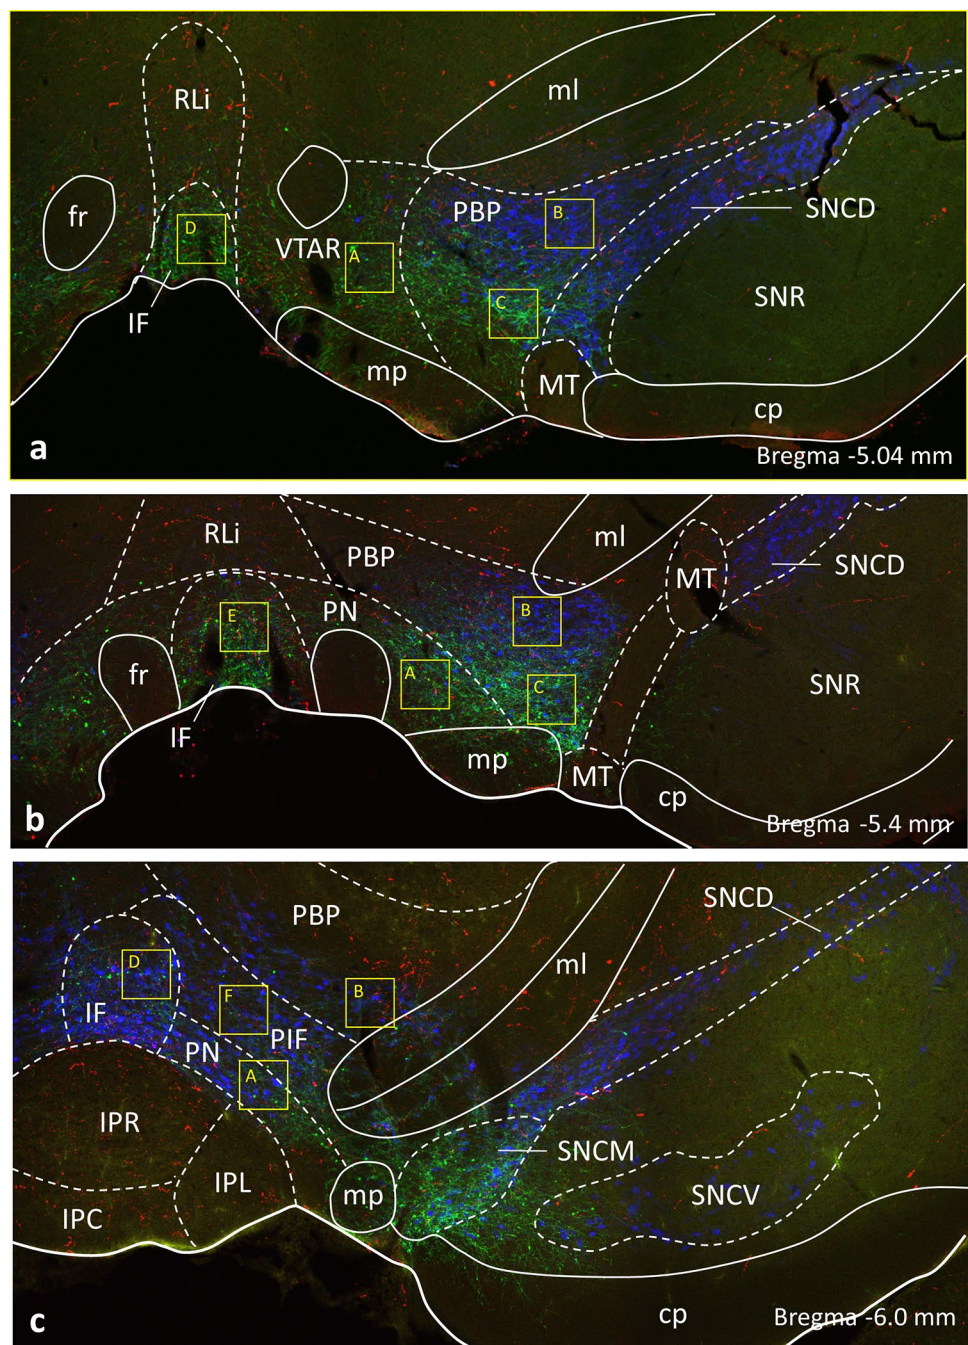 RLi
ml
fr
PBP
B
SNCD
D
VTAR
A
C
SNR
IF
mp
MT
cp
a
Bregma -5.04 mm
RLi
PBP
ml
MT
SNCD
PN
E
B
fr
A
C
SNR
IF
mp
MT
cp
b
Bregma -5.4 mm
PBP
SNCD
D
ml
F
B
IF
PN
PIF
A
IPR
SNCM
IPL
mp
SNCV
IPC
c
cp
Bregma -6.0 mm